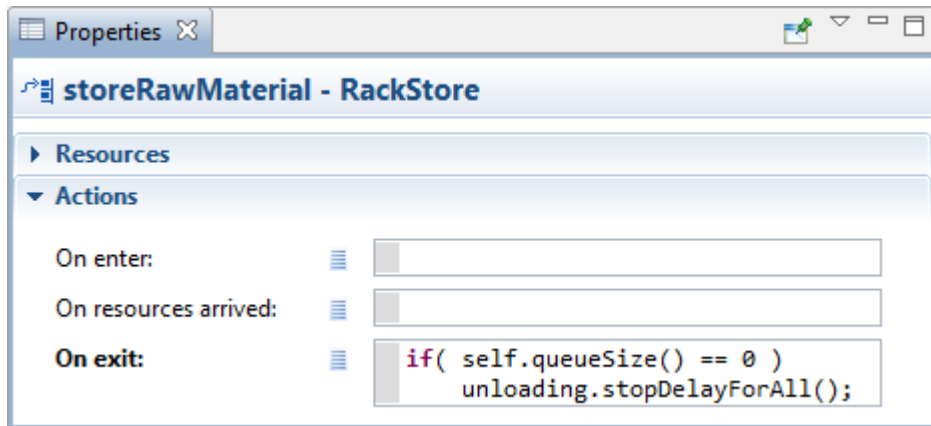 Properties
storeRawMaterial - RackStore
Resources
Actions
On enter:
On resources arrived:
On exit:
if( self.queueSize() == 0 )
unloading.stopDelayForAll();